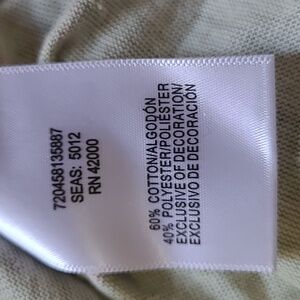 720458135887
SEAS: 5012
RN 42000
60% COTTON/ALGODÓN
40% POLYESTER/POLIÉSTER
EXCLUSIVE OF DECORATION/
EXCLUSIVO DE DECORACIÓN